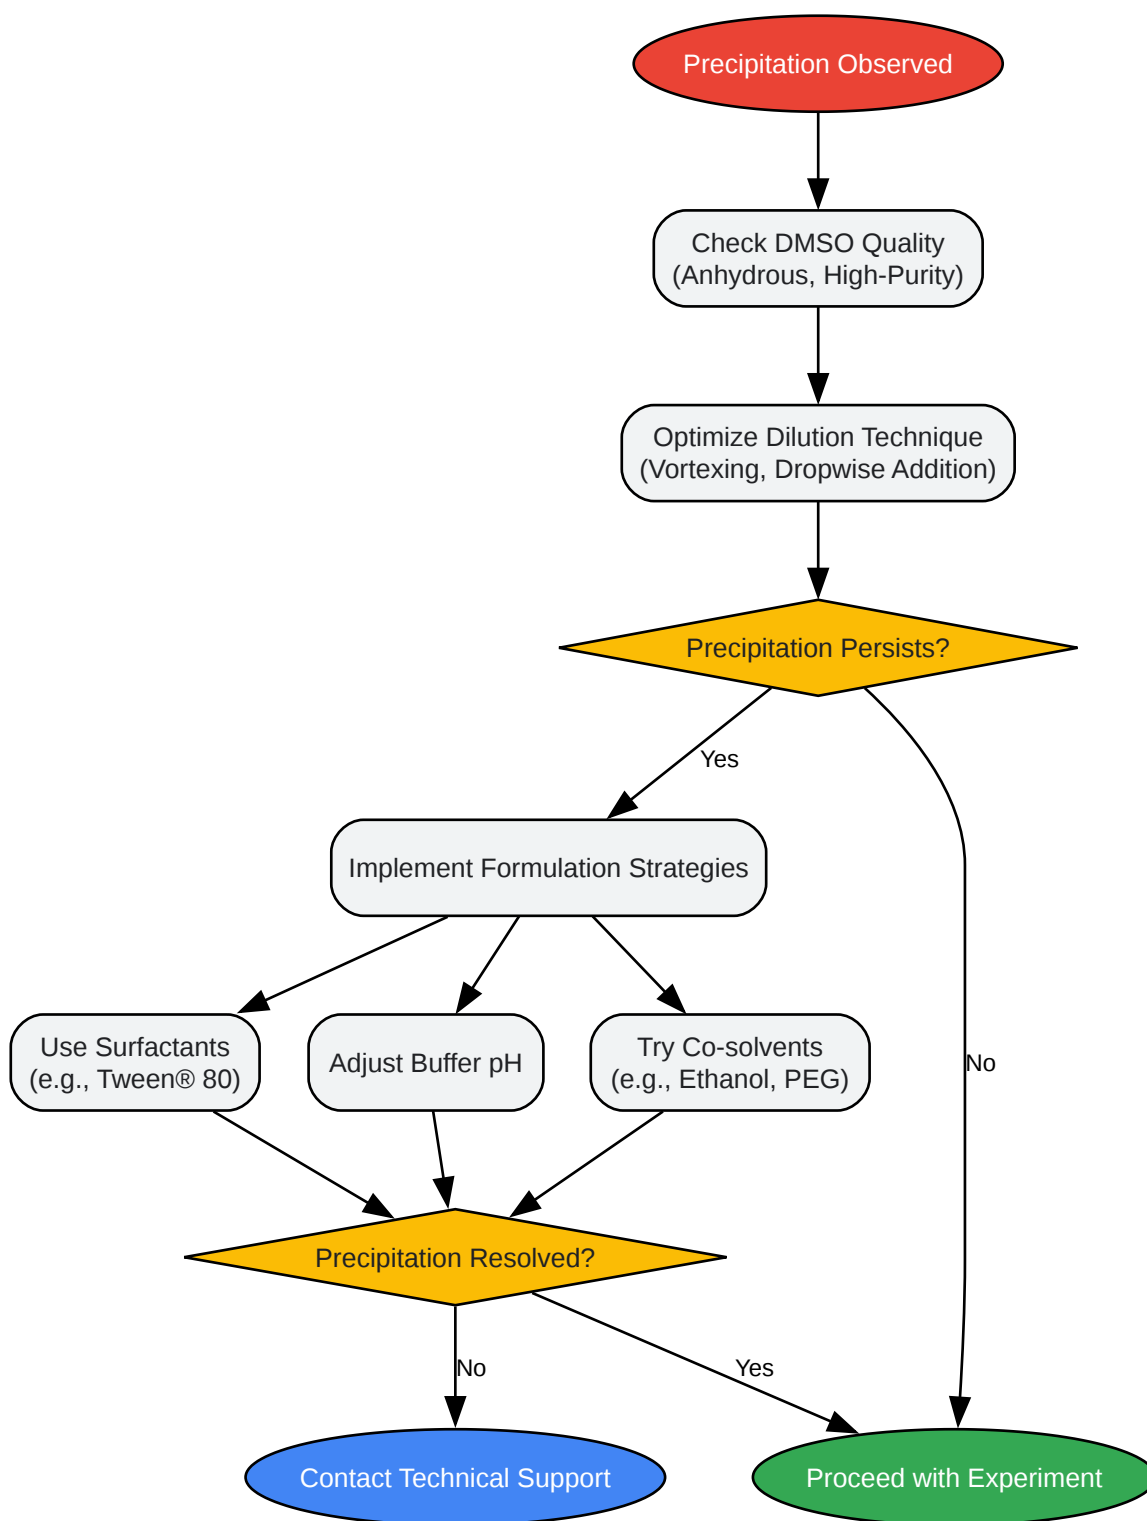 Precipitation Observed
Check DMSO Quality
(Anhydrous, High-Purity)
Optimize Dilution Technique
(Vortexing, Dropwise Addition)
Precipitation Persists?
Yes
Implement Formulation Strategies
Use Surfactants
(e.g., Tween® 80)
Adjust Buffer pH
Try Co-solvents
(e.g., Ethanol, PEG)
No
Precipitation Resolved?
No
Yes
Contact Technical Support
Proceed with Experiment